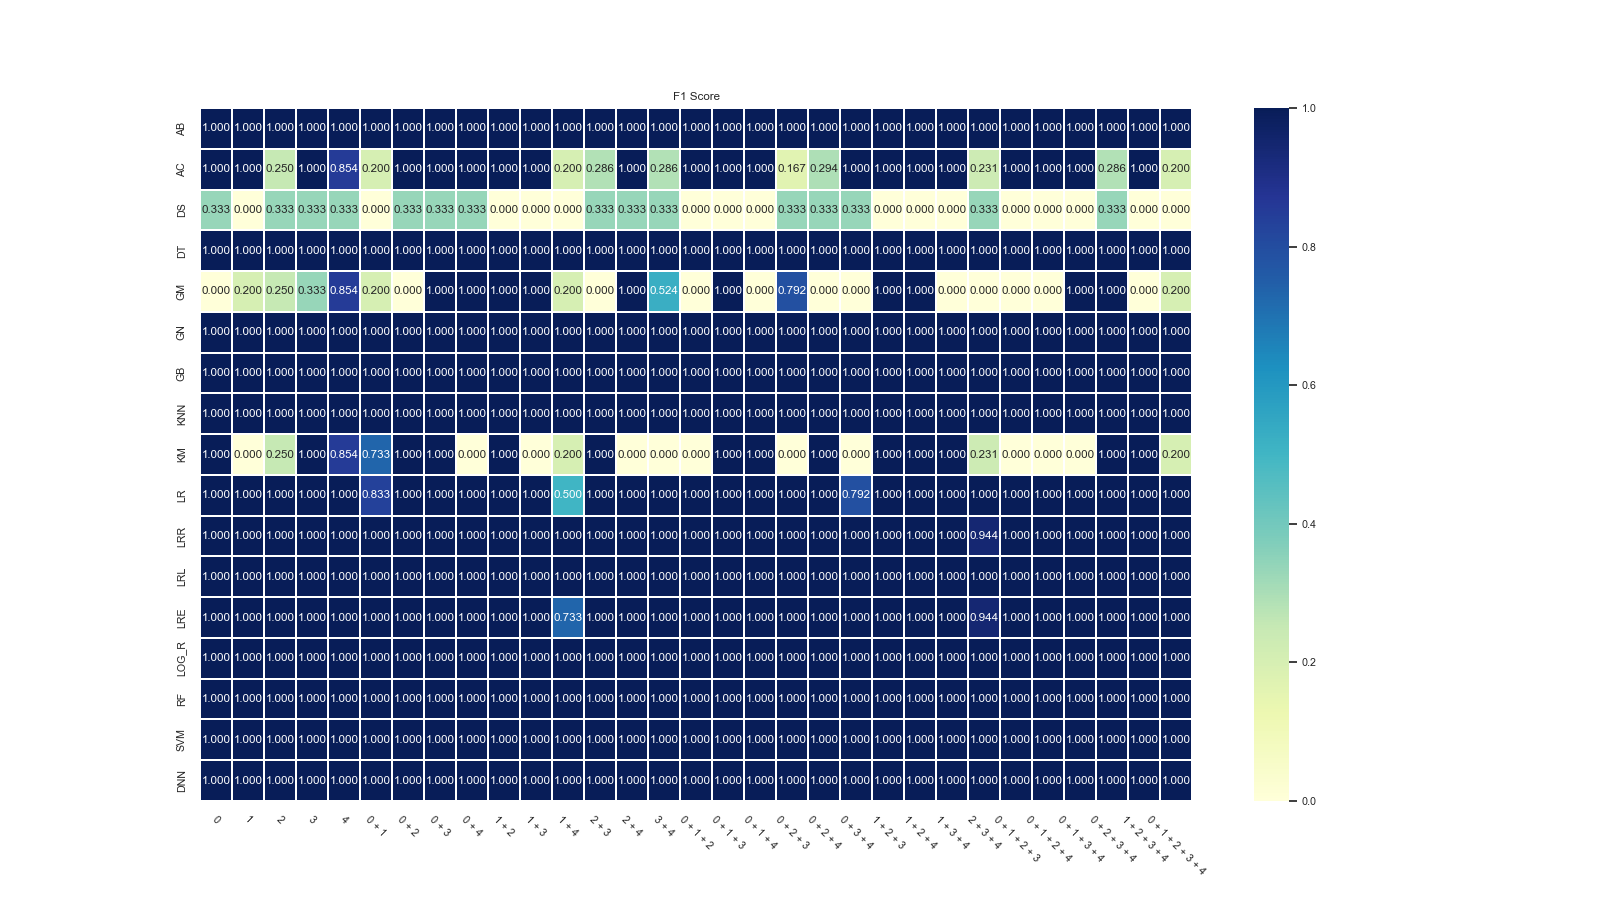 F1 Score
AB 1.000 1.000 1.000 1.000 1.000 1.000 1.000 1.000 1.000 1.000 1.000 1.000 1.000 1.000 1.000 1.000 1.000 1.000 1.000 1.000 1.000 1.000 1.000 1.000 1.000 1.000 1.000 1.000 1.000 1.000 1.000
AC 1.000 1.000 0.250 1.000 0.854 0.200 1.000 1.000 1.000 1.000 1.000 0.200 0.286 1.000 0.286 1.000 1.000 1.000 0.167 0.294 1.000 1.000 1.000 1.000 0.231 1.000 1.000 1.000 0.286 1.000 0.200
DS 0.333 0.000 0.333 0.333 0.333 0.000 0.333 0.333 0.333 0.000 0.000 0.000 0.333 0.333 0.333 0.000 0.000 0.000 0.333 0.333 0.333 0.000 0.000 0.000 0.333 0.000 0.000 0.000 0.333 0.000 0.000
DT 1.000 1.000 1.000 1.000 1.000 1.000 1.000 1.000 1.000 1.000 1.000 1.000 1.000 1.000 1.000 1.000 1.000 1.000 1.000 1.000 1.000 1.000 1.000 1.000 1.000 1.000 1.000 1.000 1.000 1.000 1.000
GM 0.000 0.200 0.250 0.333 0.854 0.200 0.000 1.000 1.000 1.000 1.000 0.200 0.000 1.000 0.524 0.000 1.000 0.000 0.792 0.000 0.000 1.000 1.000 0.000 0.000 0.000 0.000 1.000 1.000 0.000 0.200
GN 1.000 1.000 1.000 1.000 1.000 1.000 1.000 1.000 1.000 1.000 1.000 1.000 1.000 1.000 1.000 1.000 1.000 1.000 1.000 1.000 1.000 1.000 1.000 1.000 1.000 1.000 1.000 1.000 1.000 1.000 1.000
GB 1.000 1.000 1.000 1.000 1.000 1.000 1.000 1.000 1.000 1.000 1.000 1.000 1.000 1.000 1.000 1.000 1.000 1.000 1.000 1.000 1.000 1.000 1.000 1.000 1.000 1.000 1.000 1.000 1.000 1.000 1.000
KNN 1.000 1.000 1.000 1.000 1.000 1.000 1.000 1.000 1.000 1.000 1.000 1.000 1.000 1.000 1.000 1.000 1.000 1.000 1.000 1.000 1.000 1.000 1.000 1.000 1.000 1.000 1.000 1.000 1.000 1.000 1.000
KM 1.000 0.000 0.250 1.000 0.854 0.733 1.000 1.000 0.000 1.000 0.000 0.200 1.000 0.000 0.000 0.000 1.000 1.000 0.000 1.000 0.000 1.000 1.000 1.000 0.231 0.000 0.000 0.000 1.000 1.000 0.200
LR 1.000 1.000 1.000 1.000 1.000 0.833 1.000 1.000 1.000 1.000 1.000 0.500 1.000 1.000 1.000 1.000 1.000 1.000 1.000 1.000 0.792 1.000 1.000 1.000 1.000 1.000 1.000 1.000 1.000 1.000 1.000
LRR 1.000 1.000 1.000 1.000 1.000 1.000 1.000 1.000 1.000 1.000 1.000 1.000 1.000 1.000 1.000 1.000 1.000 1.000 1.000 1.000 1.000 1.000 1.000 1.000 0.944 1.000 1.000 1.000 1.000 1.000 1.000
LRL 1.000 1.000 1.000 1.000 1.000 1.000 1.000 1.000 1.000 1.000 1.000 1.000 1.000 1.000 1.000 1.000 1.000 1.000 1.000 1.000 1.000 1.000 1.000 1.000 1.000 1.000 1.000 1.000 1.000 1.000 1.000
LRE 1.000 1.000 1.000 1.000 1.000 1.000 1.000 1.000 1.000 1.000 1.000 0.733 1.000 1.000 1.000 1.000 1.000 1.000 1.000 1.000 1.000 1.000 1.000 1.000 0.944 1.000 1.000 1.000 1.000 1.000 1.000
LOG_R 1.000 1.000 1.000 1.000 1.000 1.000 1.000 1.000 1.000 1.000 1.000 1.000 1.000 1.000 1.000 1.000 1.000 1.000 1.000 1.000 1.000 1.000 1.000 1.000 1.000 1.000 1.000 1.000 1.000 1.000 1.000
RF 1.000 1.000 1.000 1.000 1.000 1.000 1.000 1.000 1.000 1.000 1.000 1.000 1.000 1.000 1.000 1.000 1.000 1.000 1.000 1.000 1.000 1.000 1.000 1.000 1.000 1.000 1.000 1.000 1.000 1.000 1.000
SVM 1.000 1.000 1.000 1.000 1.000 1.000 1.000 1.000 1.000 1.000 1.000 1.000 1.000 1.000 1.000 1.000 1.000 1.000 1.000 1.000 1.000 1.000 1.000 1.000 1.000 1.000 1.000 1.000 1.000 1.000 1.000
DNN 1.000 1.000 1.000 1.000 1.000 1.000 1.000 1.000 1.000 1.000 1.000 1.000 1.000 1.000 1.000 1.000 1.000 1.000 1.000 1.000 1.000 1.000 1.000 1.000 1.000 1.000 1.000 1.000 1.000 1.000 1.000
0
1
2
3
4
0 + 1
0 + 2
0 + 3
0 + 4
1 + 2
1 + 3
1 + 4
2 + 3
2 + 4
3 + 4
0 + 1 + 2
0 + 1 + 3
0 + 1 + 4
0 + 2 + 3
0 + 2 + 4
0 + 3 + 4
1 + 2 + 3
1 + 2 + 4
1 + 3 + 4
2 + 3 + 4
0 + 1 + 2 + 3
0 + 1 + 2 + 4
0 + 1 + 3 + 4
0 + 2 + 3 + 4
1 + 2 + 3 + 4
0 + 1 + 2 + 3 + 4
1.0
0.8
0.6
0.4
0.2
0.0